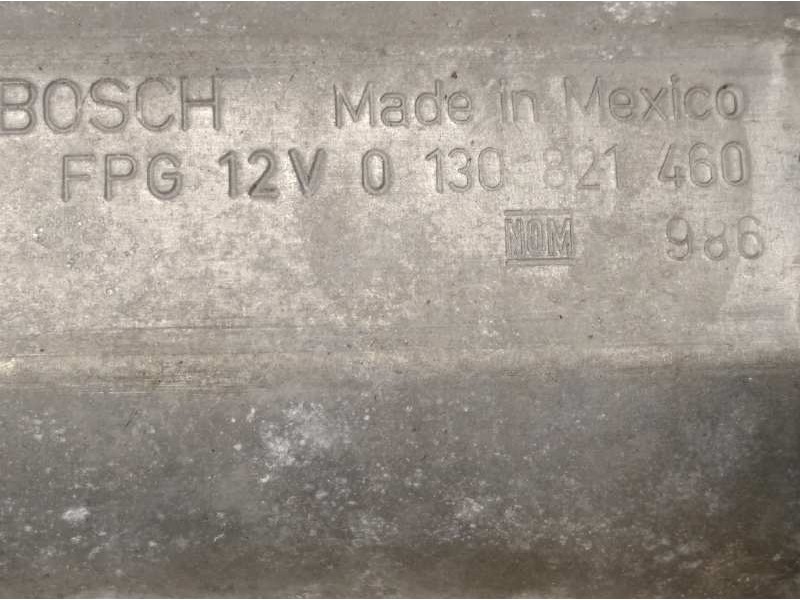 BOSCH Made in Mexico
FPG 12V 0 130 821 460
NOM 986